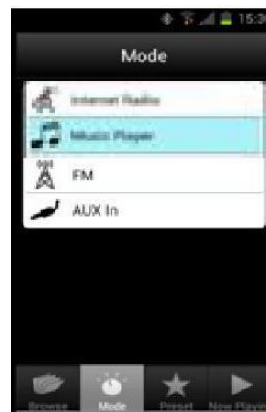 15:30
Mode
Internet Radio
Music Player
FM
AUX In
Browse Mode Preset Now Playing